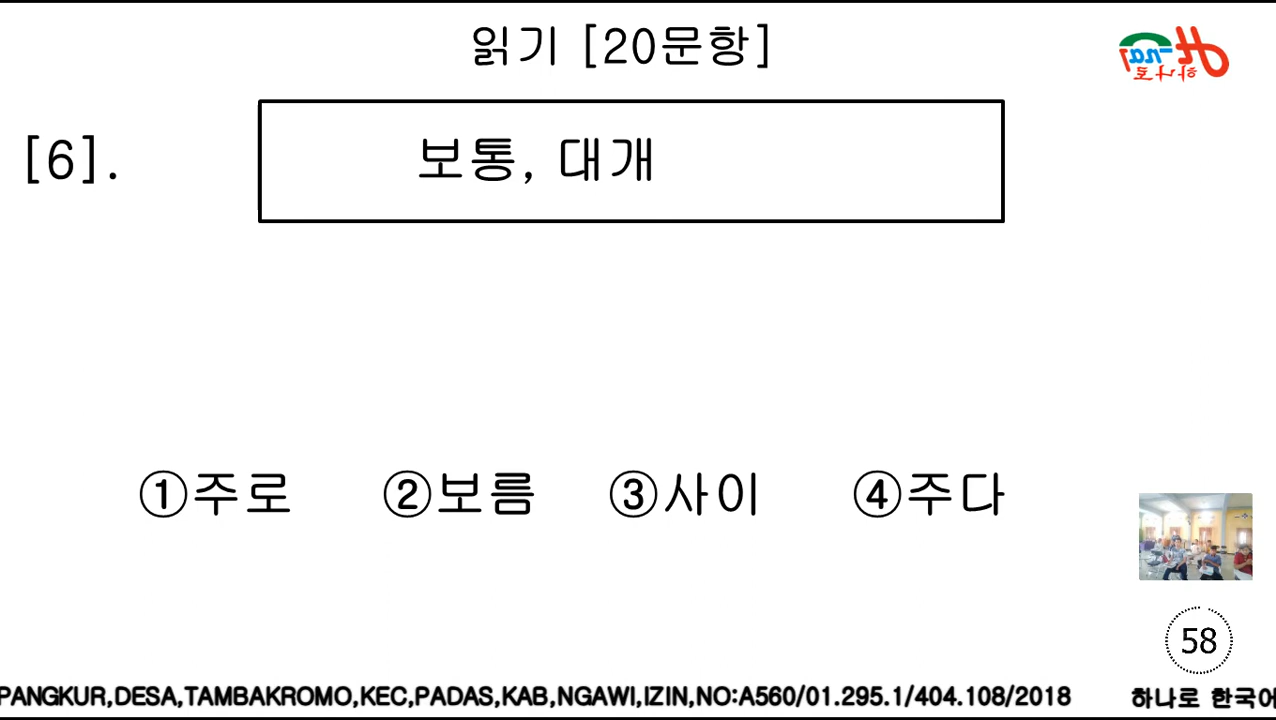 읽기 [20문항]
[6]. 보통, 대개
①주로 ②보름 ③사이 ④주다
58
PANGKUR,DESA,TAMBAKROMO,KEC,PADAS,KAB,NGAWI,IZIN,NO:A560/01.295.1/404.108/2018 하나로 한국어